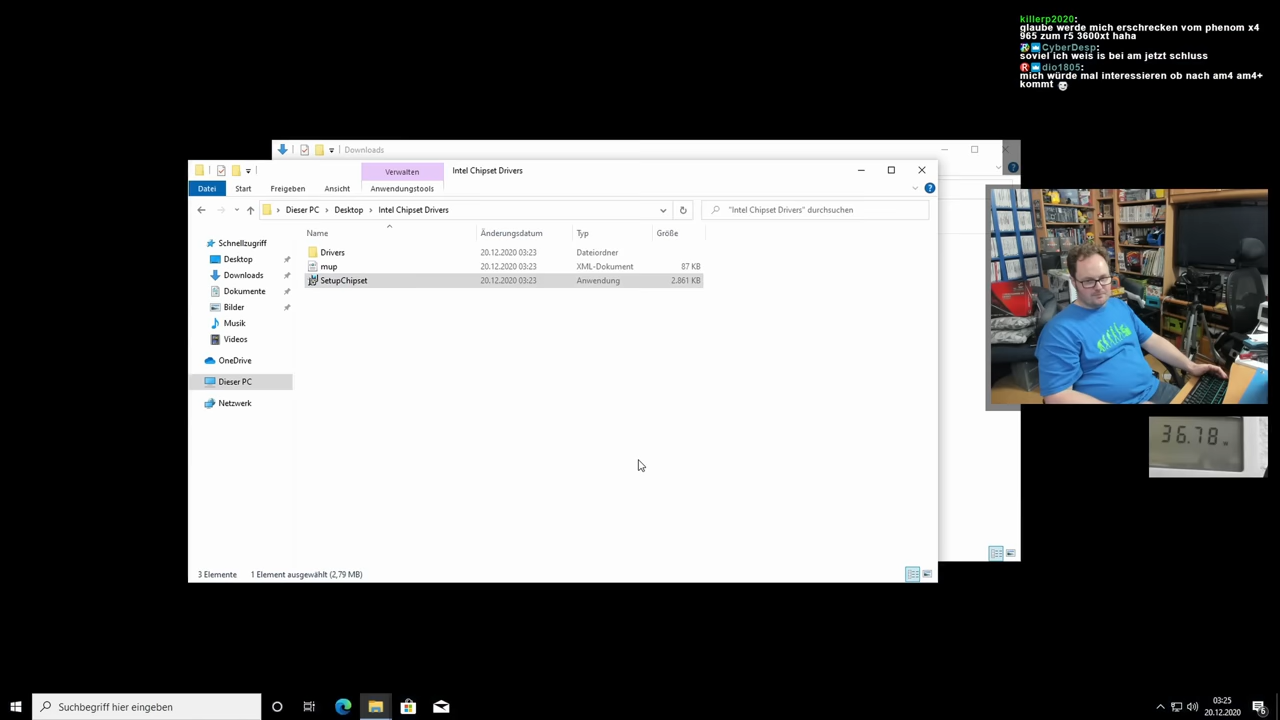 killerp2020:
glaube werde mich erschrecken vom phenom x4
965 zum r5 3600xt haha
CyberDesp:
soviel ich weis is bei am jetzt schluss
dio1805:
mich würde mal interessieren ob nach am4 am4+
kommt
Downloads
Verwalten
Intel Chipset Drivers
Datei
Start
Freigeben
Ansicht
Anwendungstools
Dieser PC
Desktop
Intel Chipset Drivers
"Intel Chipset Drivers" durchsuchen
Name
Änderungsdatum
Typ
Größe
Schnellzugriff
Desktop
Downloads
Dokumente
Bilder
Musik
Videos
OneDrive
Dieser PC
Netzwerk
Drivers 20.12.2020 03:23 Dateiordner
mup 20.12.2020 03:23 XML-Dokument 87 KB
SetupChipset 20.12.2020 03:23 Anwendung 2.861 KB
36.78
3 Elemente
1 Element ausgewählt (2,79 MB)
Suchbegriff hier eingeben
03:25
20.12.2020
6